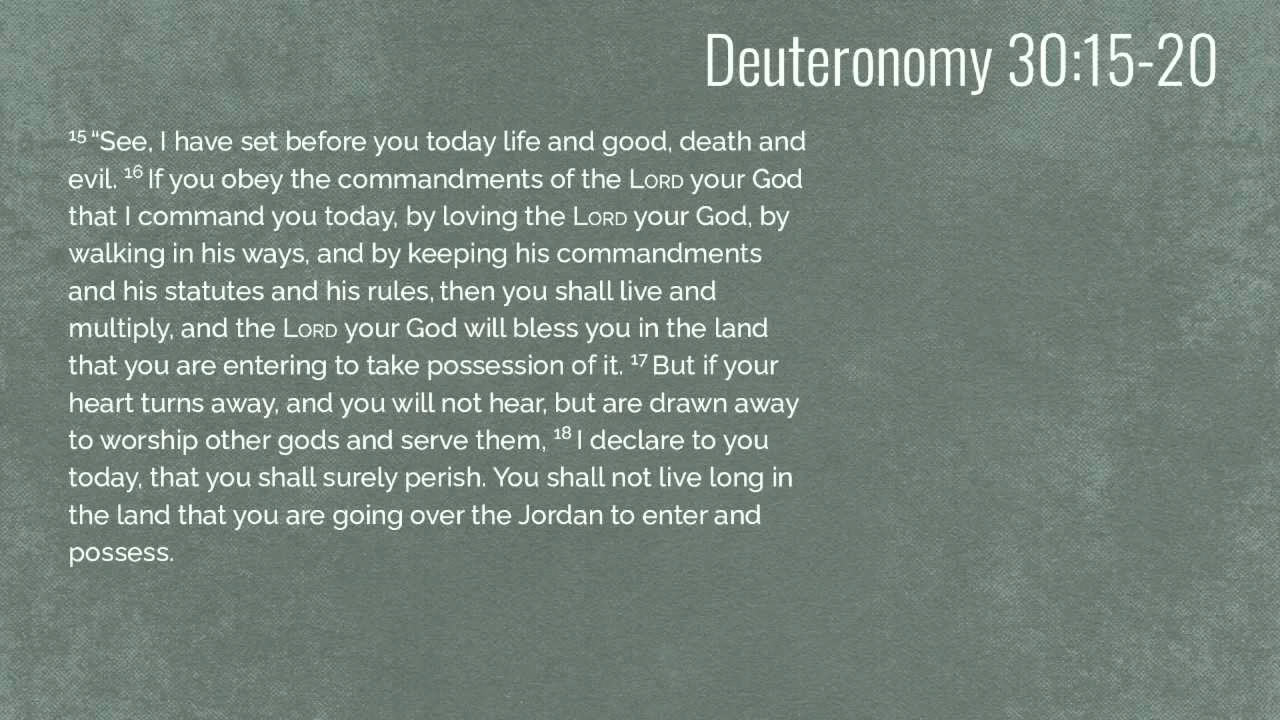 Deuteronomy 30:15-20
¹⁵ “See, I have set before you today life and good, death and
evil. ¹⁶ If you obey the commandments of the LORD your God
that I command you today, by loving the LORD your God, by
walking in his ways, and by keeping his commandments
and his statutes and his rules, then you shall live and
multiply, and the LORD your God will bless you in the land
that you are entering to take possession of it. ¹⁷ But if your
heart turns away, and you will not hear, but are drawn away
to worship other gods and serve them, ¹⁸ I declare to you
today, that you shall surely perish. You shall not live long in
the land that you are going over the Jordan to enter and
possess.